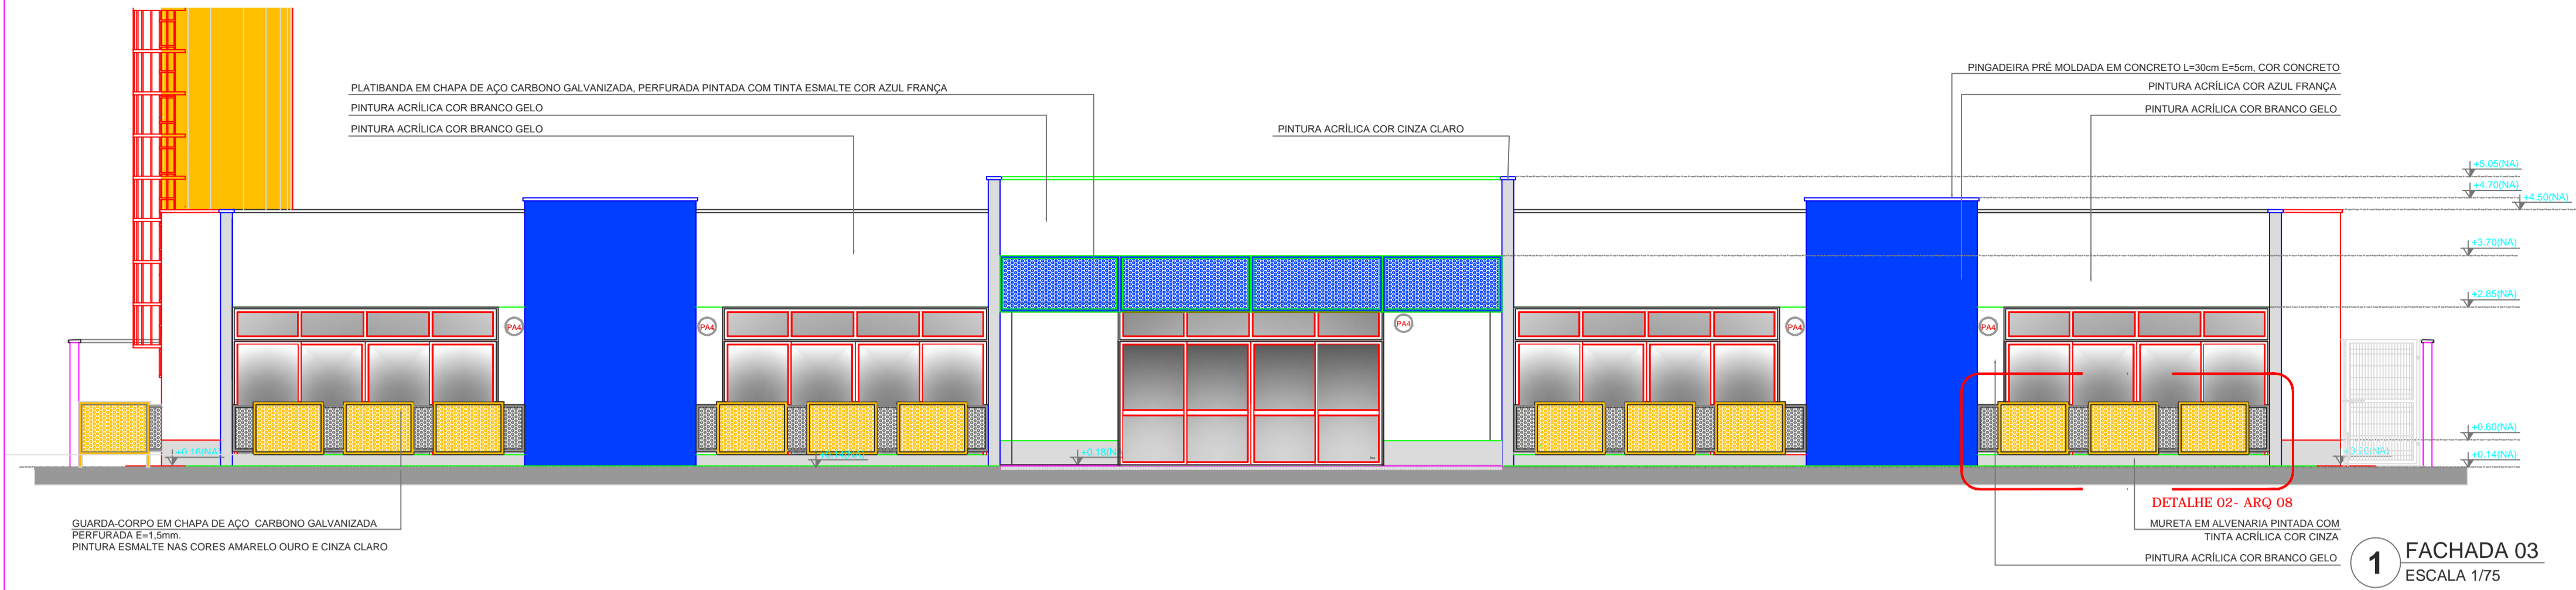 PLATIBANDA EM CHAPA DE AÇO CARBONO GALVANIZADA, PERFURADA PINTADA COM TINTA ESMALTE COR AZUL FRANÇA
PINTURA ACRÍLICA COR BRANCO GELO
PINTURA ACRÍLICA COR BRANCO GELO
PINTURA ACRÍLICA COR CINZA CLARO
PINGADEIRA PRÉ MOLDADA EM CONCRETO L=30cm E=5cm, COR CONCRETO
PINTURA ACRÍLICA COR AZUL FRANÇA
PINTURA ACRÍLICA COR BRANCO GELO
+5.05(NA)
+4.70(NA)
+4.50(NA)
+3.70(NA)
+2.85(NA)
PA4
PA4
PA4
PA4
PA4
+0.60(NA)
+0.16(NA)
+0.18(N
+0.20(NA)
+0.14(NA)
DETALHE 02- ARQ 08
GUARDA-CORPO EM CHAPA DE AÇO CARBONO GALVANIZADA
PERFURADA E=1,5mm.
PINTURA ESMALTE NAS CORES AMARELO OURO E CINZA CLARO
MURETA EM ALVENARIA PINTADA COM
TINTA ACRÍLICA COR CINZA
PINTURA ACRÍLICA COR BRANCO GELO
1
FACHADA 03
ESCALA 1/75